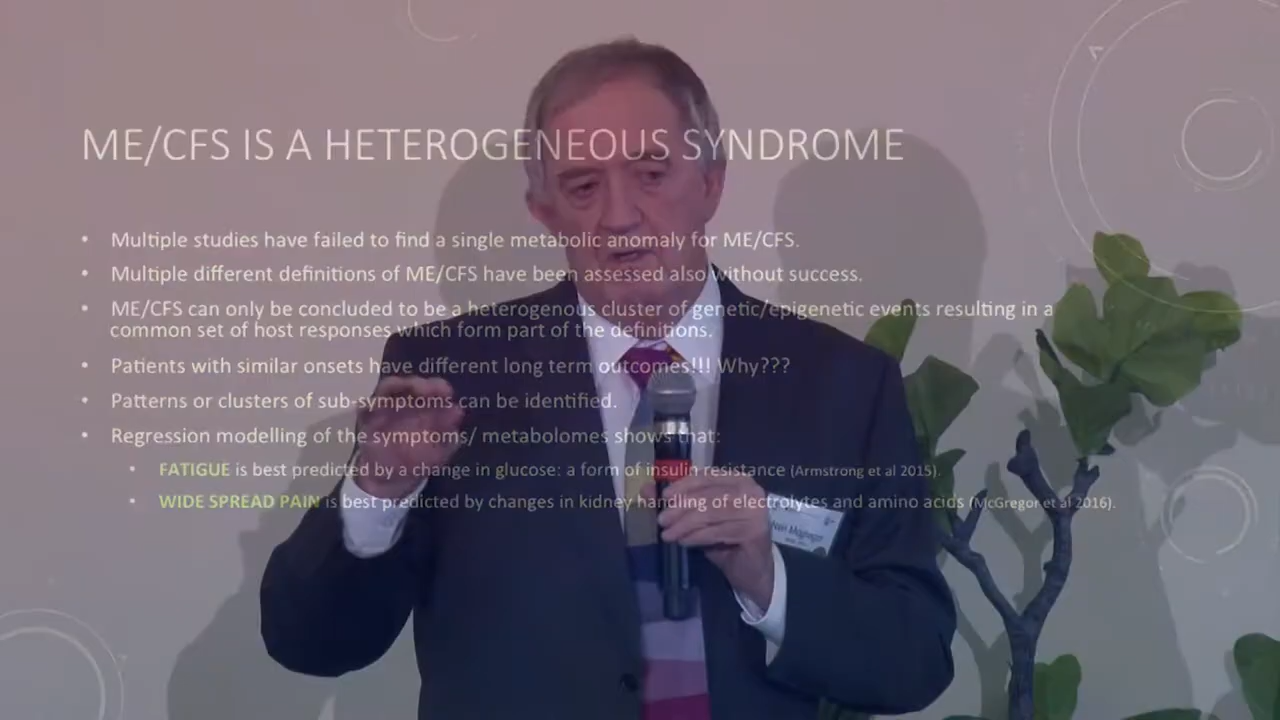 ME/CFS IS A HETEROGENEOUS SYNDROME
• Multiple studies have failed to find a single metabolic anomaly for ME/CFS.
• Multiple different definitions of ME/CFS have been assessed also without success.
• ME/CFS can only be concluded to be a heterogenous cluster of genetic/epigenetic events resulting in a
common set of host responses which form part of the definitions.
• Patients with similar onsets have different long term outcomes!!! Why???
• Patterns or clusters of sub-symptoms can be identified.
• Regression modelling of the symptoms/ metabolomes shows that:
• FATIGUE is best predicted by a change in glucose: a form of insulin resistance (Armstrong et al 2015).
• WIDE SPREAD PAIN is best predicted by changes in kidney handling of electrolytes and amino acids (McGregor et al 2016).